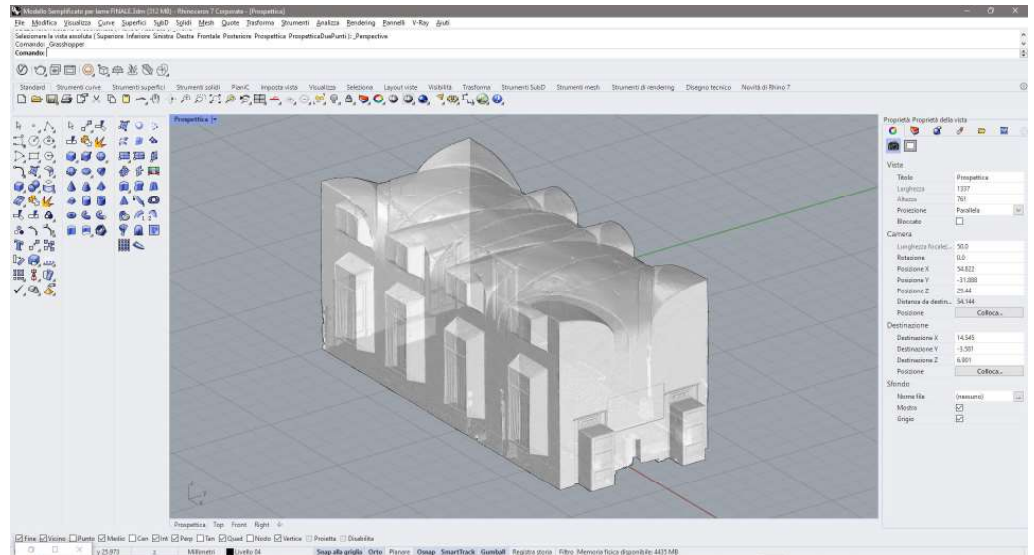 Modello Semplificato per lame FINALE.3dm (212 MB) - Rhinoceros 7 Corporate - [Prospettica]
File Modifica Visualizza Curve Superfici SubD Solidi Mesh Quote Trasforma Strumenti Analizza Rendering Pannelli V-Ray Aiuti
Selezionare la vista assoluta ( Superiore Inferiore Sinistra Destra Frontale Posteriore Prospettica ProspetticaDuePunti ): _Perspective
Comando: _Grasshopper
Comando:
Standard Strumenti curve Strumenti superfici Strumenti solidi PianiC Imposta vista Visualizza Seleziona Layout viste Visibilità Trasforma Strumenti SubD Strumenti mesh Strumenti di rendering Disegno tecnico Novità di Rhino 7
Prospettica
Proprietà: Proprietà della vista
Vista
Titolo Prospettica
Larghezza 1337
Altezza 761
Proiezione Parallela
Bloccato
Camera
Lunghezza focale... 50.0
Rotazione 0.0
Posizione X 54.822
Posizione Y -31.888
Posizione Z 25.44
Distanza da destin... 54.144
Posizione Colloca...
Destinazione
Destinazione X 14.545
Destinazione Y -3.501
Destinazione Z 6.801
Posizione Colloca...
Sfondo
Nome file (nessuno)
Mostra
Grigio
Prospettica Top Front Right
Fine Vicino Punto Medio Cen Int Perp Tan Quad Nodo Vertice Proietta Disabilita
y 25.973 z Millimetri Livello 04 Snap alla griglia Orto Planare Osnap SmartTrack Gumball Registra storia Filtro Memoria fisica disponibile: 4435 MB